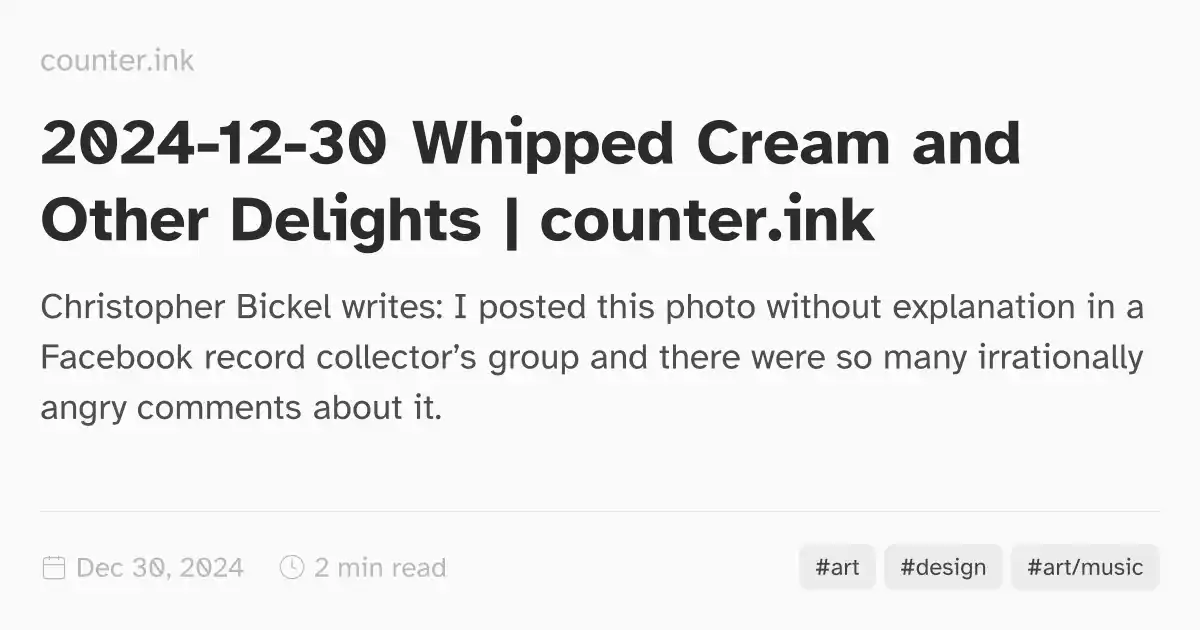 counter.ink
2024-12-30 Whipped Cream and
Other Delights | counter.ink
Christopher Bickel writes: I posted this photo without explanation in a
Facebook record collector’s group and there were so many irrationally
angry comments about it.
Dec 30, 2024 2 min read #art #design #art/music